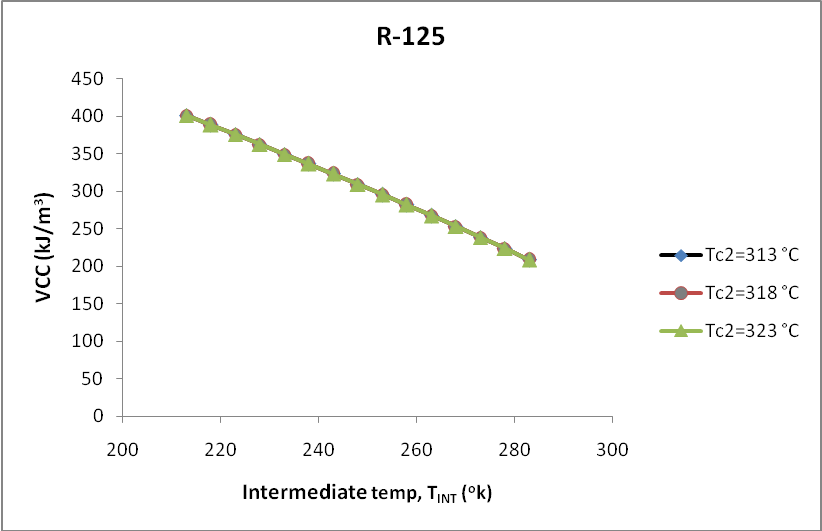 R-125
450
400
350
300
250
200
150
100
50
0
VCC (kJ/m³)
200 220 240 260 280 300
Intermediate temp, T_INT (°k)
Tc2=313 °C
Tc2=318 °C
Tc2=323 °C